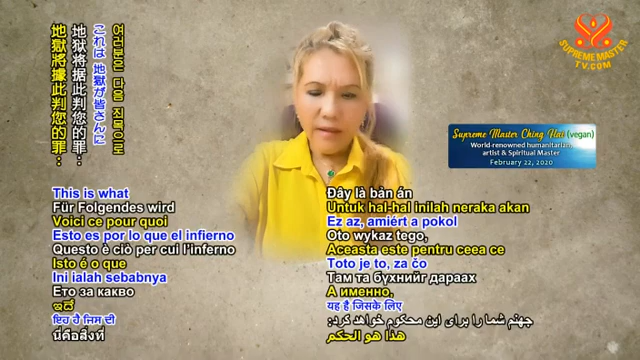 여러분은 다음 죄목으로
これは 地獄が皆さんに
地狱将据此判您的罪：
地獄將據此判您的罪：
SUPREME MASTER
TV.COM
Supreme Master Ching Hai (vegan)
World-renowned humanitarian,
artist & Spiritual Master
February 22, 2020
This is what
Für Folgendes wird
Voici ce pour quoi
Esto es por lo que el infierno
Questo è ciò per cui l'inferno
Isto é o que
Ini ialah sebabnya
Ето за какво
ਇਹ ਹੈ ਜਿਸ ਦੀ
นี่คือสิ่งที่
Đây là bản án
Untuk hal-hal inilah neraka akan
Ez az, amiért a pokol
Oto wykaz tego,
Aceasta este pentru ceea ce
Toto je to, za čo
Там та бүхнийг дараах
А именно,
यह है जिसके लिए
جهنم شما را برای این محکوم خواهد کرد:
هذا هو الحكم